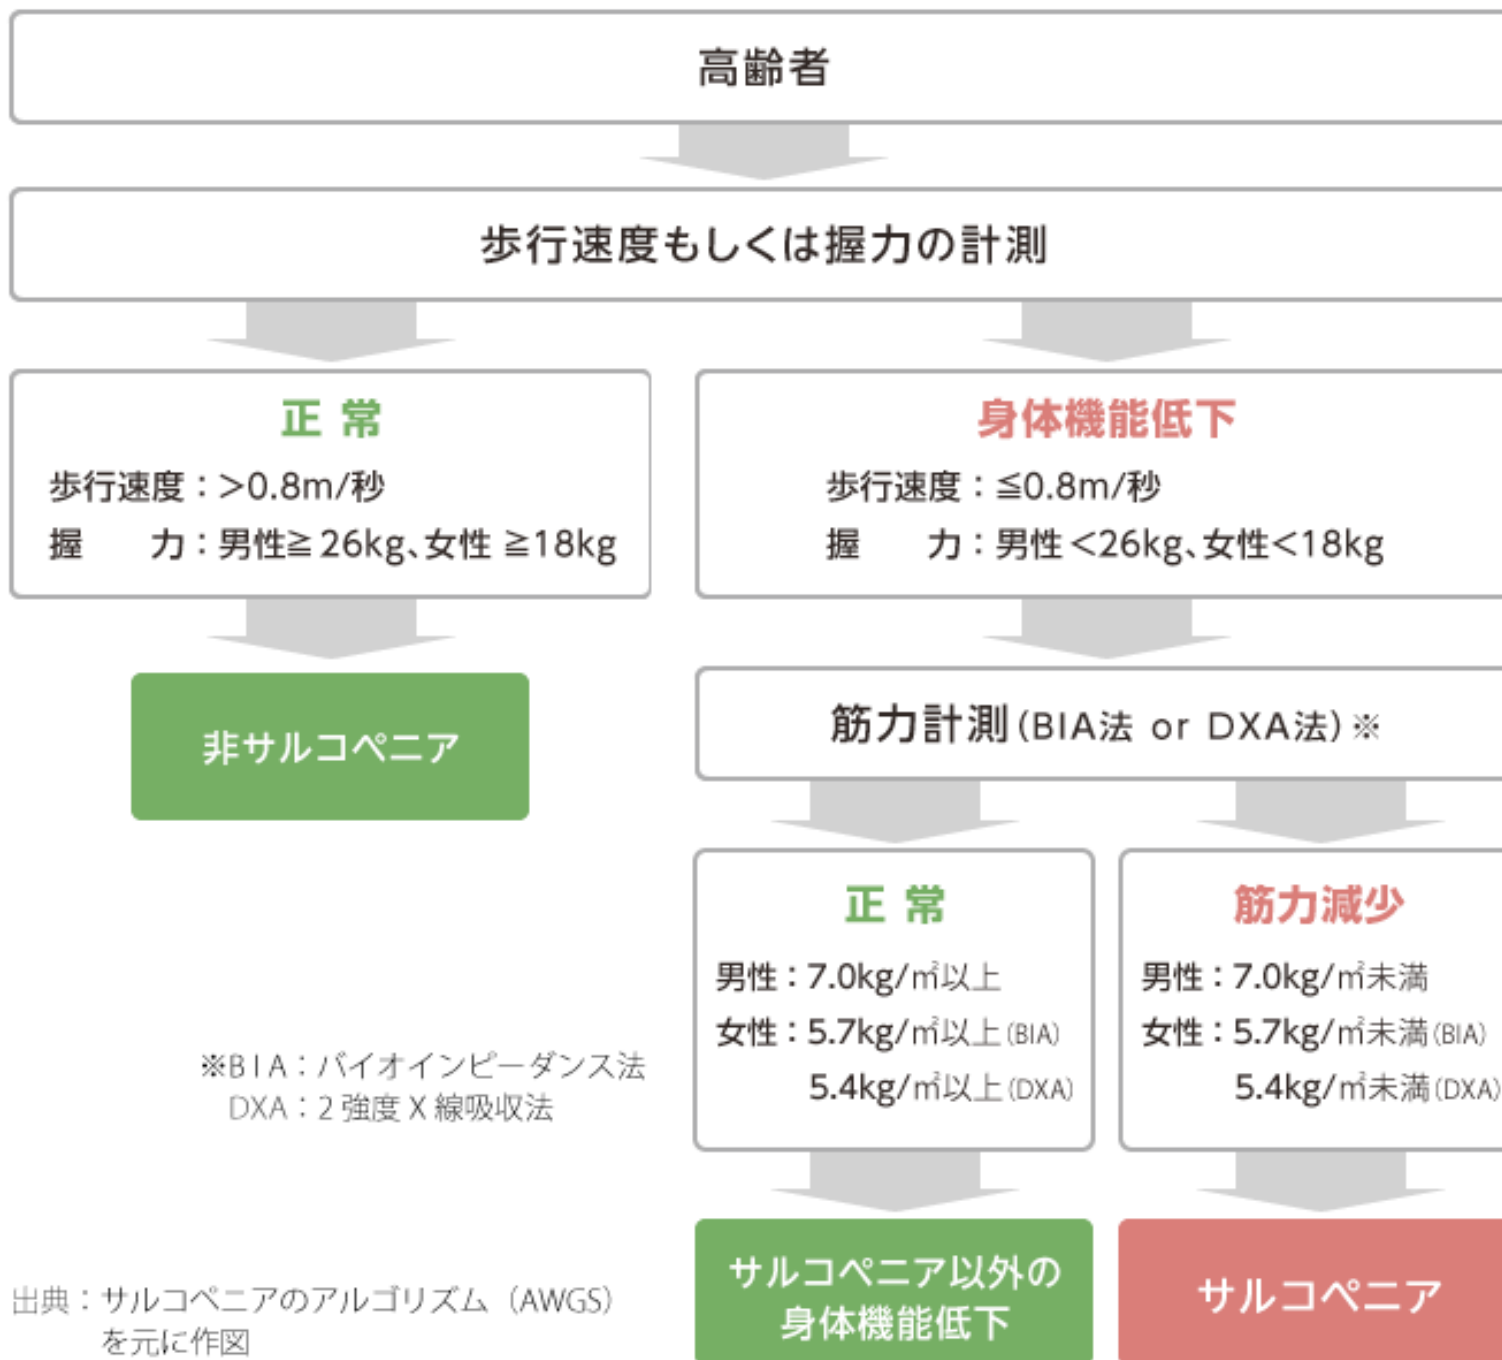 高齢者
歩行速度もしくは握力の計測
正 常
歩行速度：>0.8m/秒
握　　力：男性≧26kg、女性 ≧18kg
身体機能低下
歩行速度：≦0.8m/秒
握　　力：男性<26kg、女性<18kg
非サルコペニア
筋力計測(BIA法 or DXA法)※
正 常
男性：7.0kg/㎡以上
女性：5.7kg/㎡以上(BIA)
5.4kg/㎡以上(DXA)
筋力減少
男性：7.0kg/㎡未満
女性：5.7kg/㎡未満(BIA)
5.4kg/㎡未満(DXA)
※BIA：バイオインピーダンス法
DXA：2 強度 X 線吸収法
サルコペニア以外の
身体機能低下
サルコペニア
出典：サルコペニアのアルゴリズム（AWGS）
を元に作図